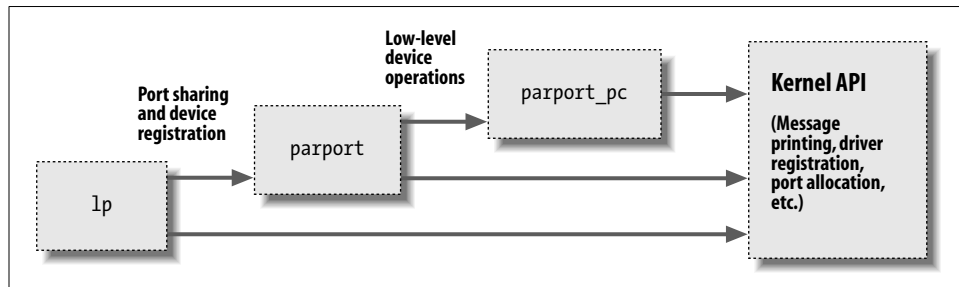 Low-level
device
operations
Port sharing
and device
registration
lp
parport
parport_pc
Kernel API
(Message
printing, driver
registration,
port allocation,
etc.)